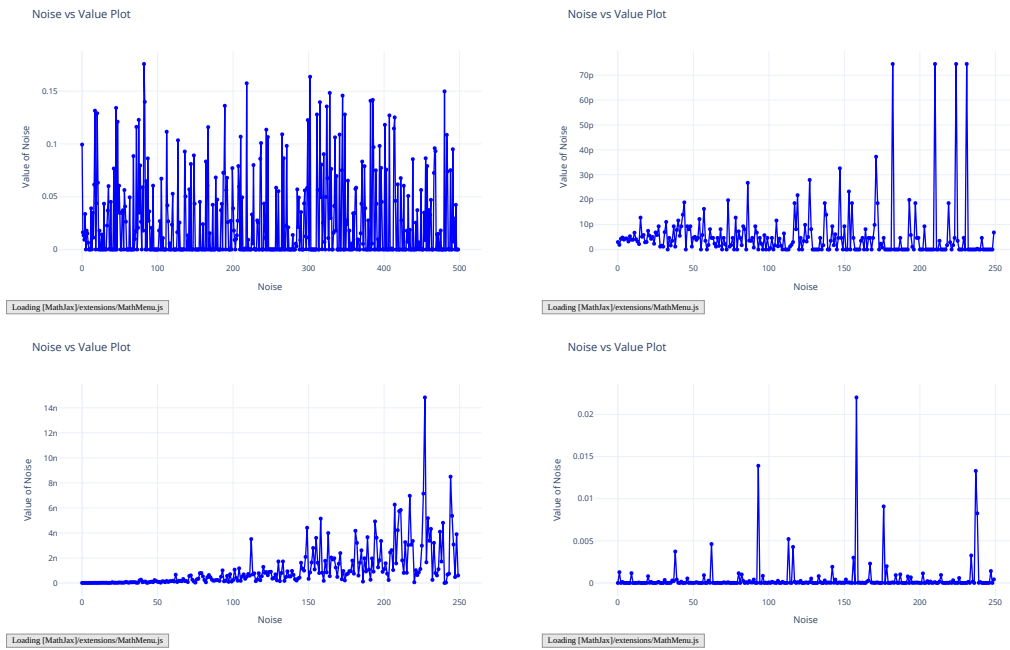 Noise vs Value Plot
Value of Noise
0.15
0.1
0.05
0
0 100 200 300 400 500
Noise
Loading [MathJax]/extensions/MathMenu.js
Noise vs Value Plot
Value of Noise
70p
60p
50p
40p
30p
20p
10p
0
0 50 100 150 200 250
Noise
Loading [MathJax]/extensions/MathMenu.js
Noise vs Value Plot
Value of Noise
14n
12n
10n
8n
6n
4n
2n
0
0 50 100 150 200 250
Noise
Loading [MathJax]/extensions/MathMenu.js
Noise vs Value Plot
Value of Noise
0.02
0.015
0.01
0.005
0
0 50 100 150 200 250
Noise
Loading [MathJax]/extensions/MathMenu.js